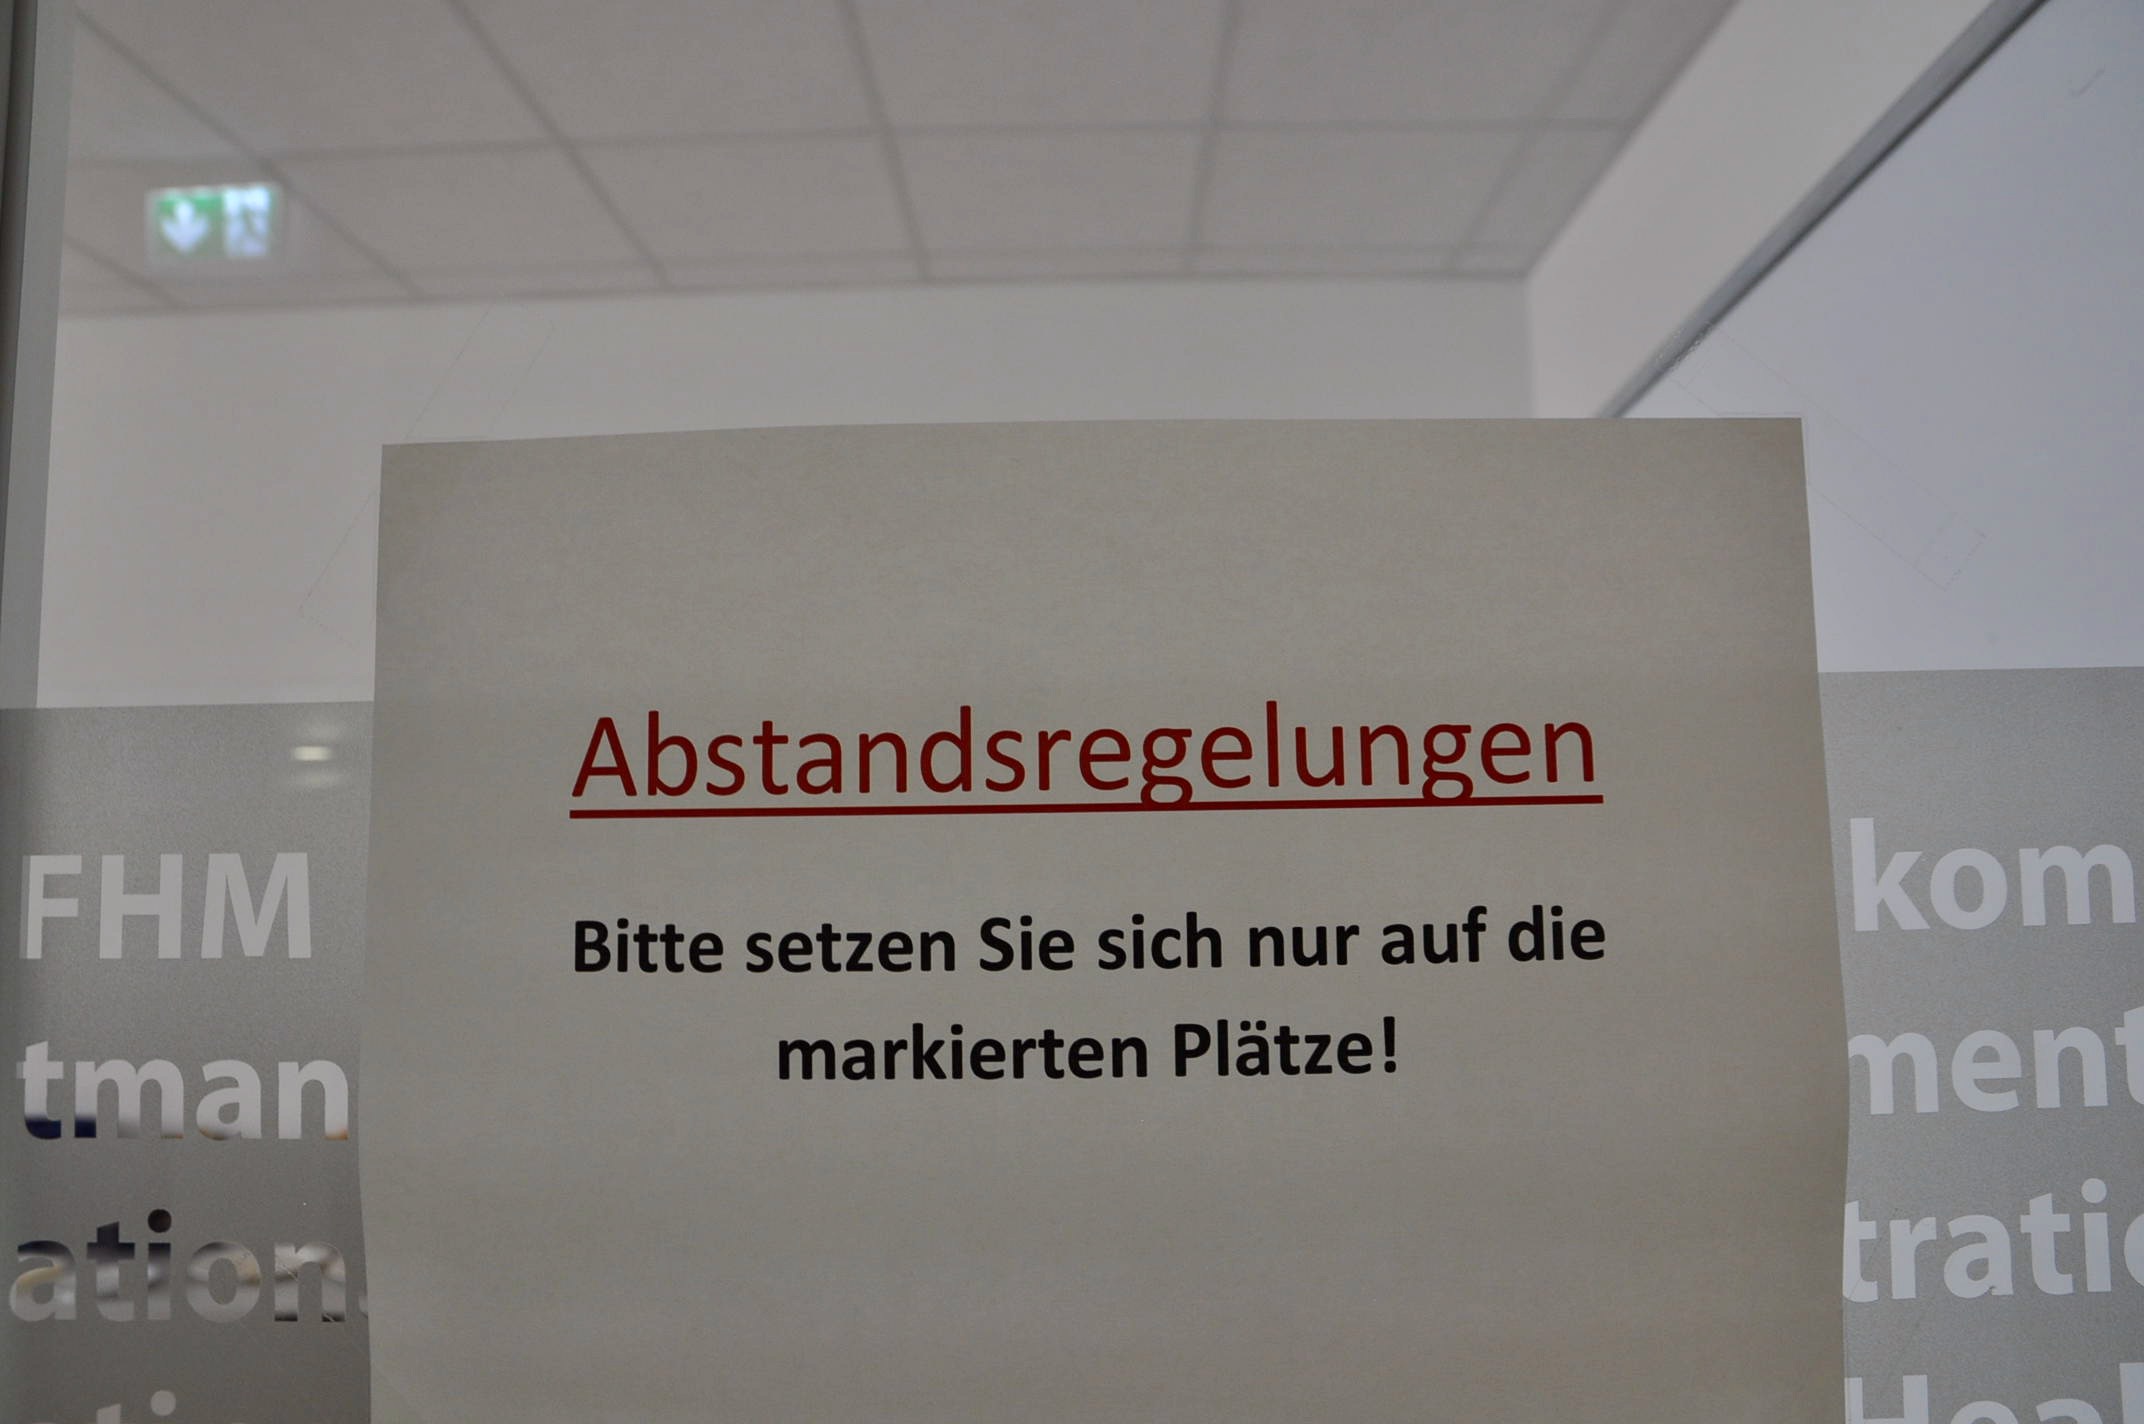 Abstandsregelungen
Bitte setzen Sie sich nur auf die
markierten Plätze!
FHM
kom
tman
ment
ation
tratio